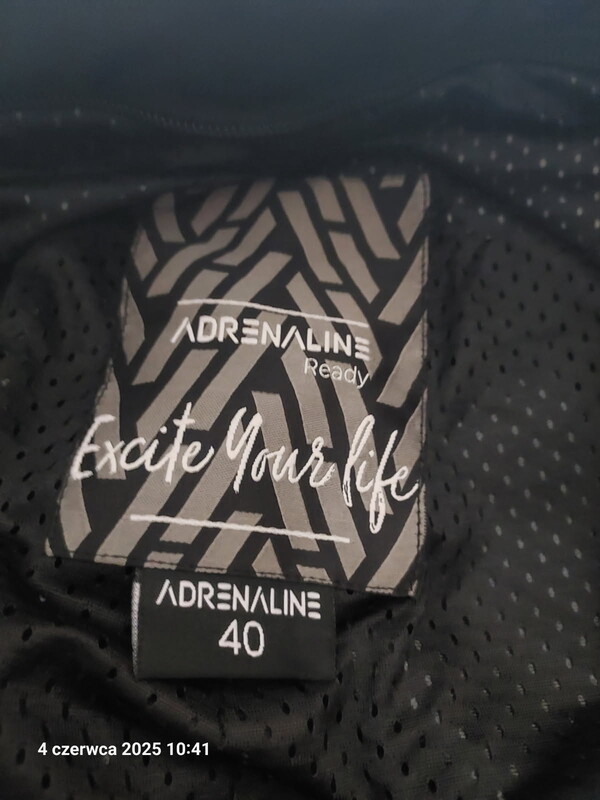 ADRENALINE
Ready
Excite Your life
ADRENALINE
40
4 czerwca 2025 10:41